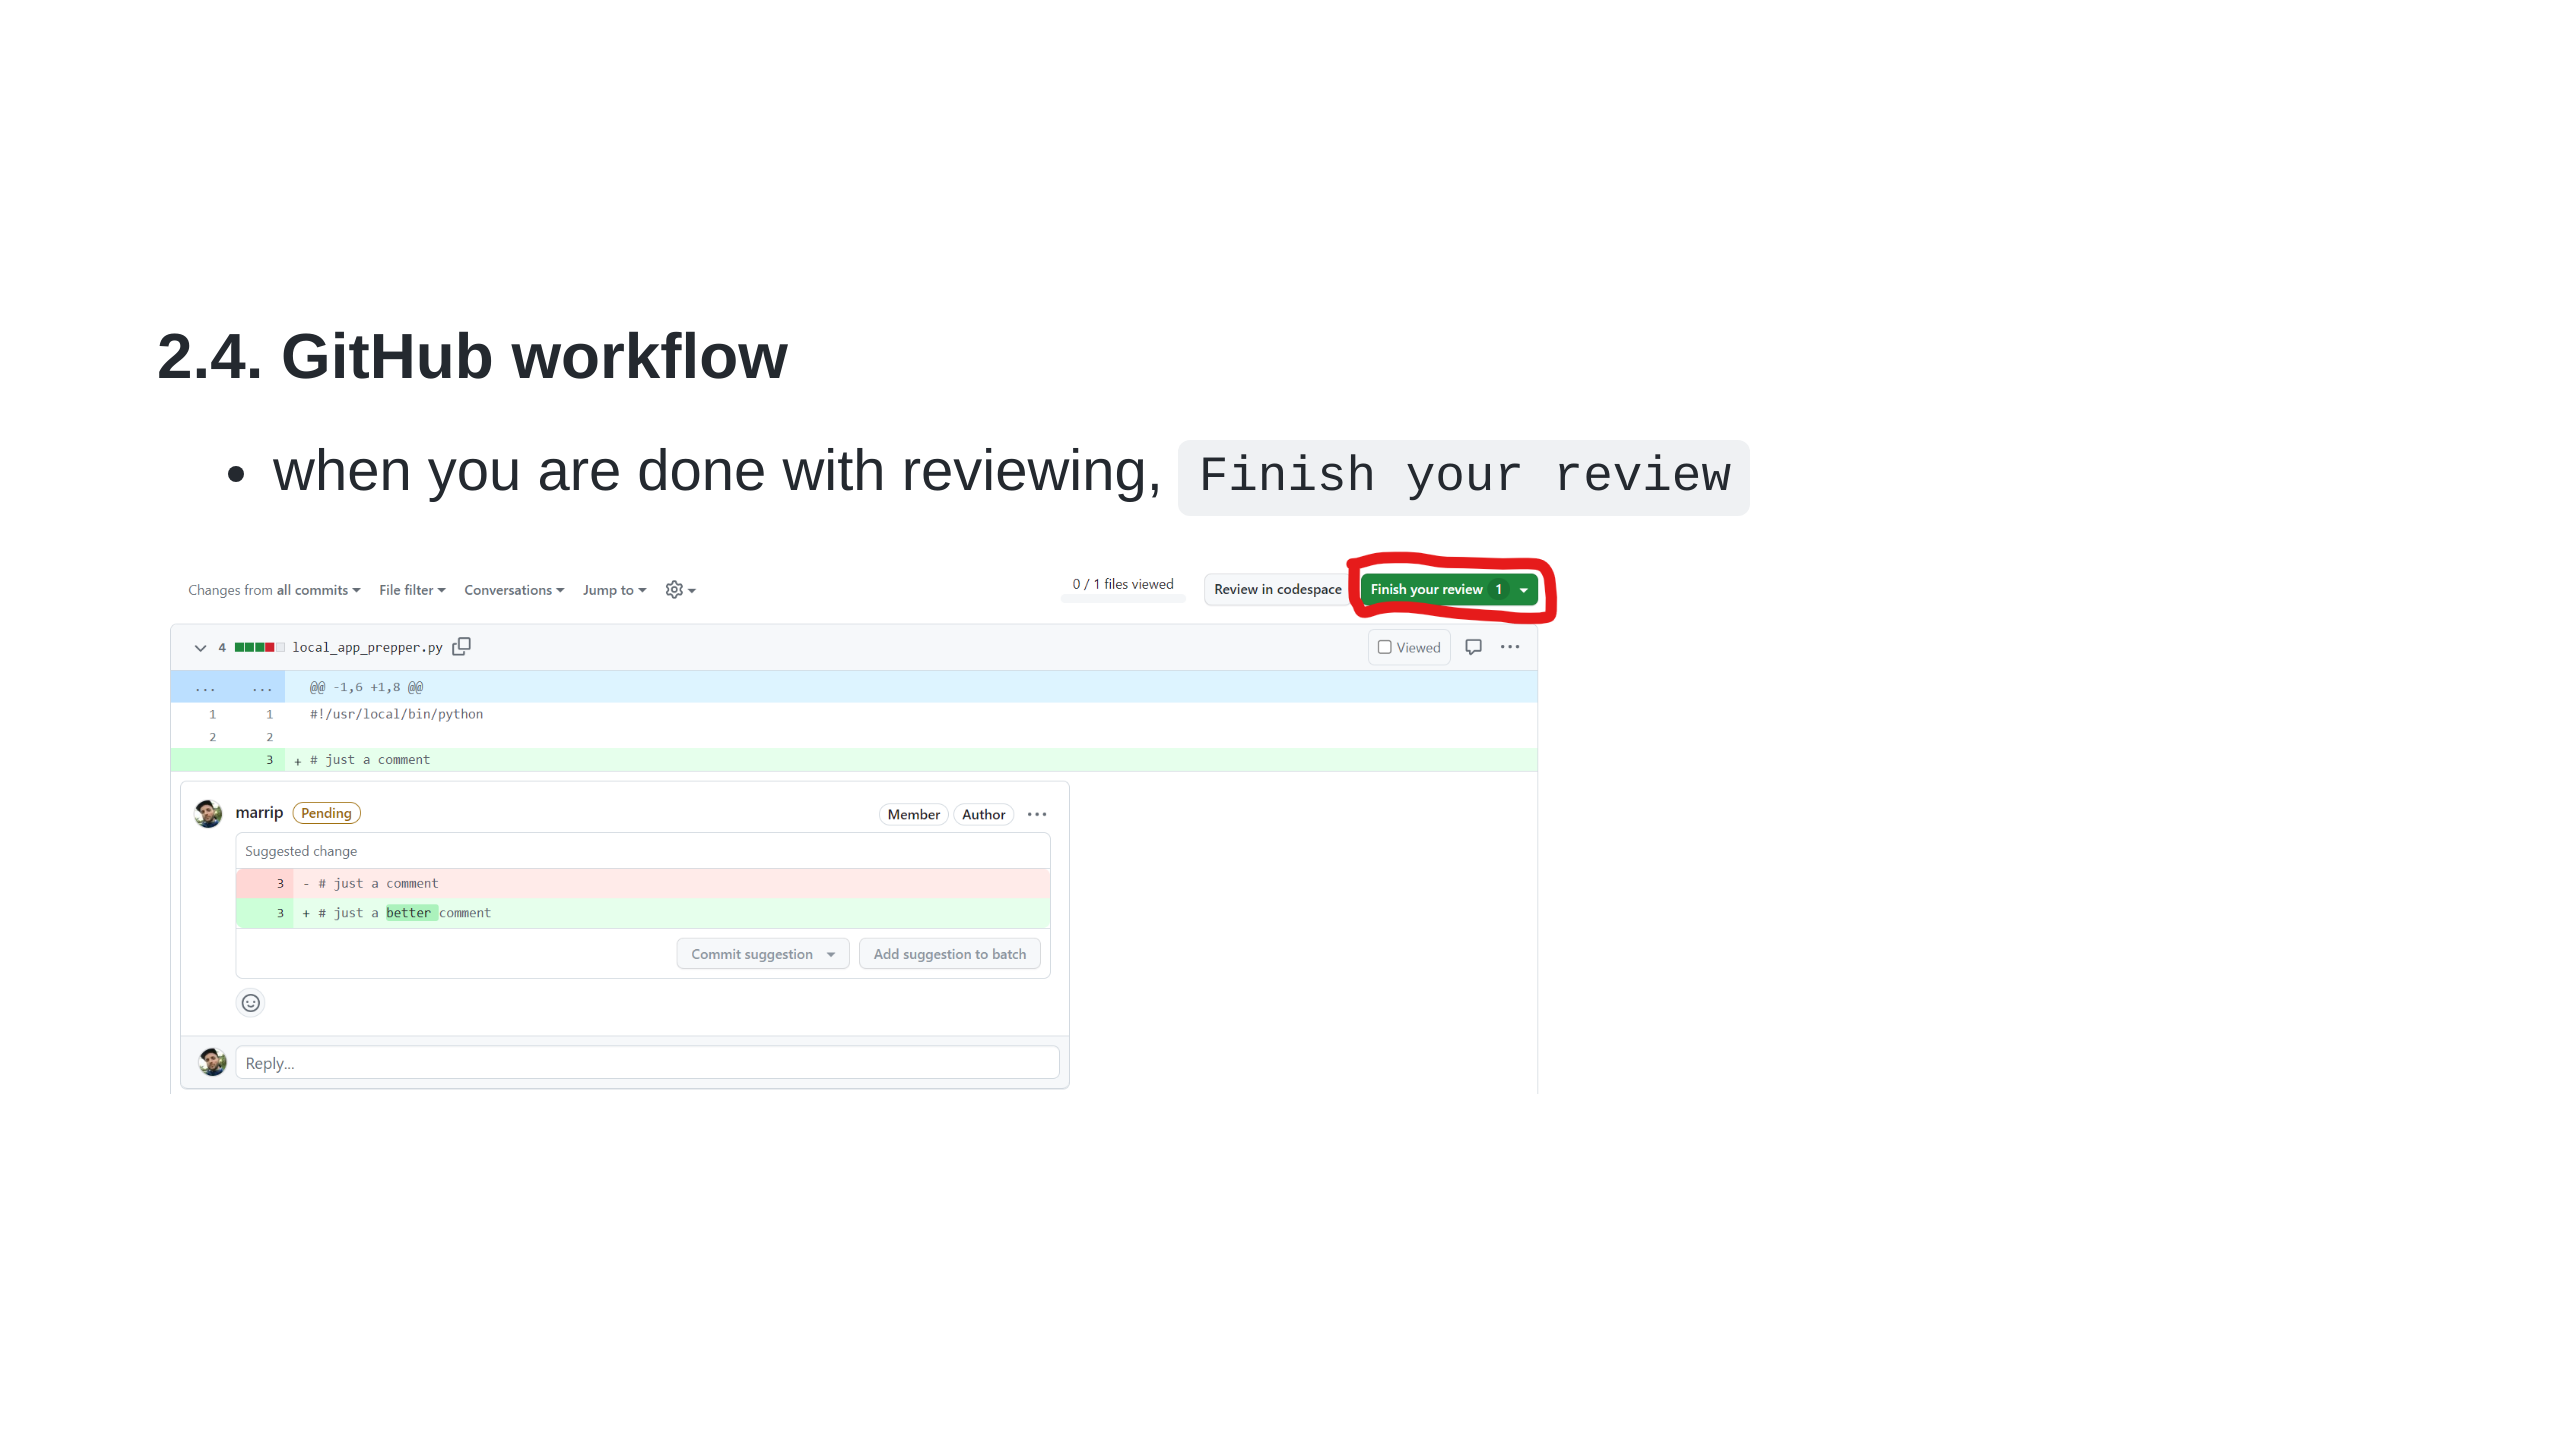 2.4. GitHub workflow
• when you are done with reviewing, Finish your review
Changes from all commits File filter Conversations Jump to 0 / 1 files viewed Review in codespace Finish your review 1
4 local_app_prepper.py Viewed
... ... @@ -1,6 +1,8 @@
1 1 #!/usr/local/bin/python
2 2
3 + # just a comment
marrip Pending Member Author
Suggested change
3 - # just a comment
3 + # just a better comment
Commit suggestion Add suggestion to batch
Reply...